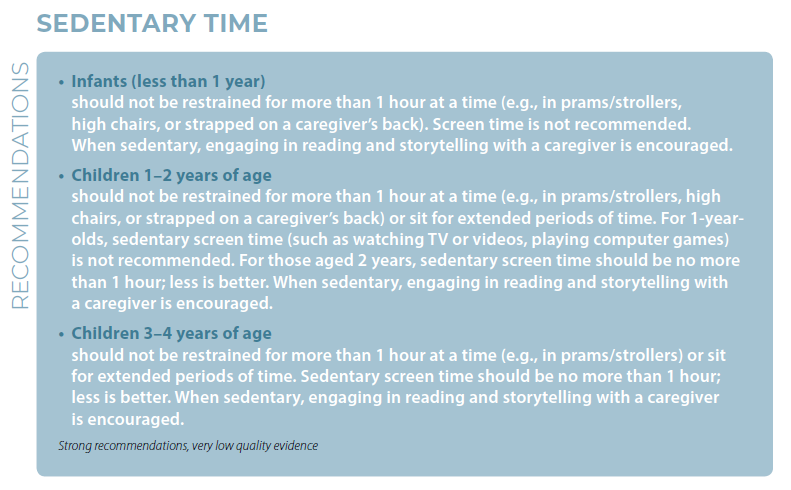 SEDENTARY TIME
RECOMMENDATIONS
• Infants (less than 1 year)
should not be restrained for more than 1 hour at a time (e.g., in prams/strollers,
high chairs, or strapped on a caregiver’s back). Screen time is not recommended.
When sedentary, engaging in reading and storytelling with a caregiver is encouraged.
• Children 1–2 years of age
should not be restrained for more than 1 hour at a time (e.g., in prams/strollers, high
chairs, or strapped on a caregiver’s back) or sit for extended periods of time. For 1-year-
olds, sedentary screen time (such as watching TV or videos, playing computer games)
is not recommended. For those aged 2 years, sedentary screen time should be no more
than 1 hour; less is better. When sedentary, engaging in reading and storytelling with
a caregiver is encouraged.
• Children 3–4 years of age
should not be restrained for more than 1 hour at a time (e.g., in prams/strollers) or sit
for extended periods of time. Sedentary screen time should be no more than 1 hour;
less is better. When sedentary, engaging in reading and storytelling with a caregiver
is encouraged.
Strong recommendations, very low quality evidence